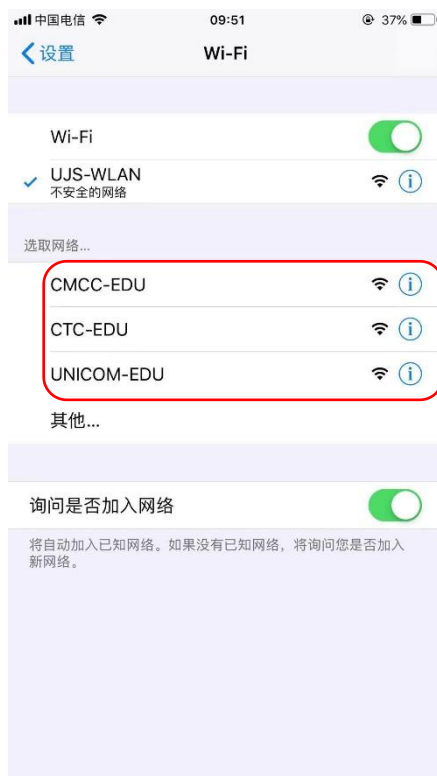 中国电信 09:51 37%
设置 Wi-Fi
Wi-Fi
UJS-WLAN
不安全的网络
选取网络...
CMCC-EDU
CTC-EDU
UNICOM-EDU
其他...
询问是否加入网络
将自动加入已知网络。如果没有已知网络，将询问您是否加入
新网络。